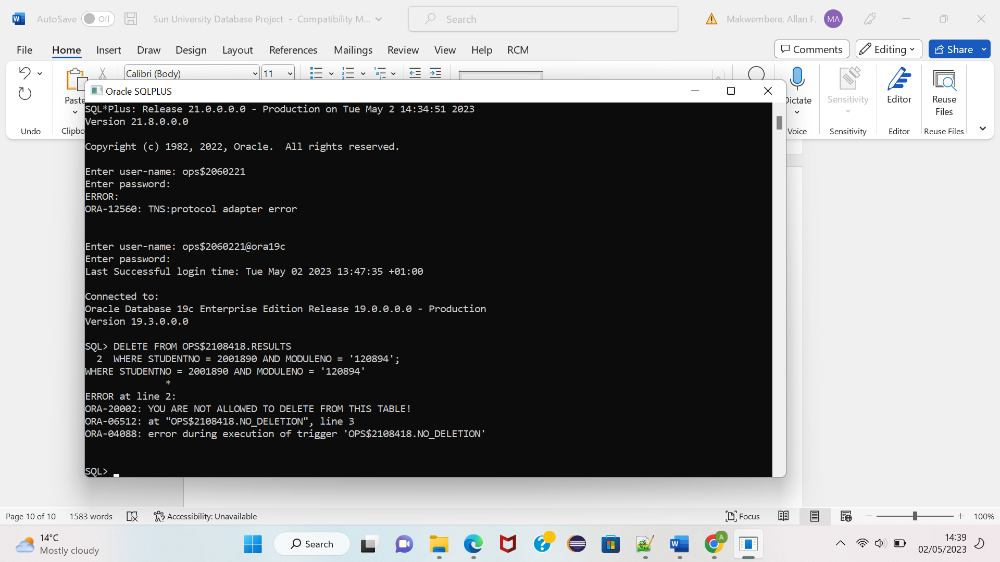 AutoSave Off Sun University Database Project - Compatibility M... Search Makwembere, Allan F. MA
File Home Insert Draw Design Layout References Mailings Review View Help RCM Comments Editing Share
Calibri (Body) 11
Paste Dictate Sensitivity Editor Reuse
Files
Undo Clipbo Voice Sensitivity Editor Reuse Files
Oracle SQLPLUS
SQL*Plus: Release 21.0.0.0.0 - Production on Tue May 2 14:34:51 2023
Version 21.8.0.0.0
Copyright (c) 1982, 2022, Oracle.  All rights reserved.
Enter user-name: ops$2060221
Enter password:
ERROR:
ORA-12560: TNS:protocol adapter error
Enter user-name: ops$2060221@ora19c
Enter password:
Last Successful login time: Tue May 02 2023 13:47:35 +01:00
Connected to:
Oracle Database 19c Enterprise Edition Release 19.0.0.0.0 - Production
Version 19.3.0.0.0
SQL> DELETE FROM OPS$2108418.RESULTS
  2  WHERE STUDENTNO = 2001890 AND MODULENO = '120894';
WHERE STUDENTNO = 2001890 AND MODULENO = '120894'
*
ERROR at line 2:
ORA-20002: YOU ARE NOT ALLOWED TO DELETE FROM THIS TABLE!
ORA-06512: at "OPS$2108418.NO_DELETION", line 3
ORA-04088: error during execution of trigger 'OPS$2108418.NO_DELETION'
SQL>
Page 10 of 10 1583 words Accessibility: Unavailable Focus 100%
14°C
Mostly cloudy
Search
A
14:39
02/05/2023